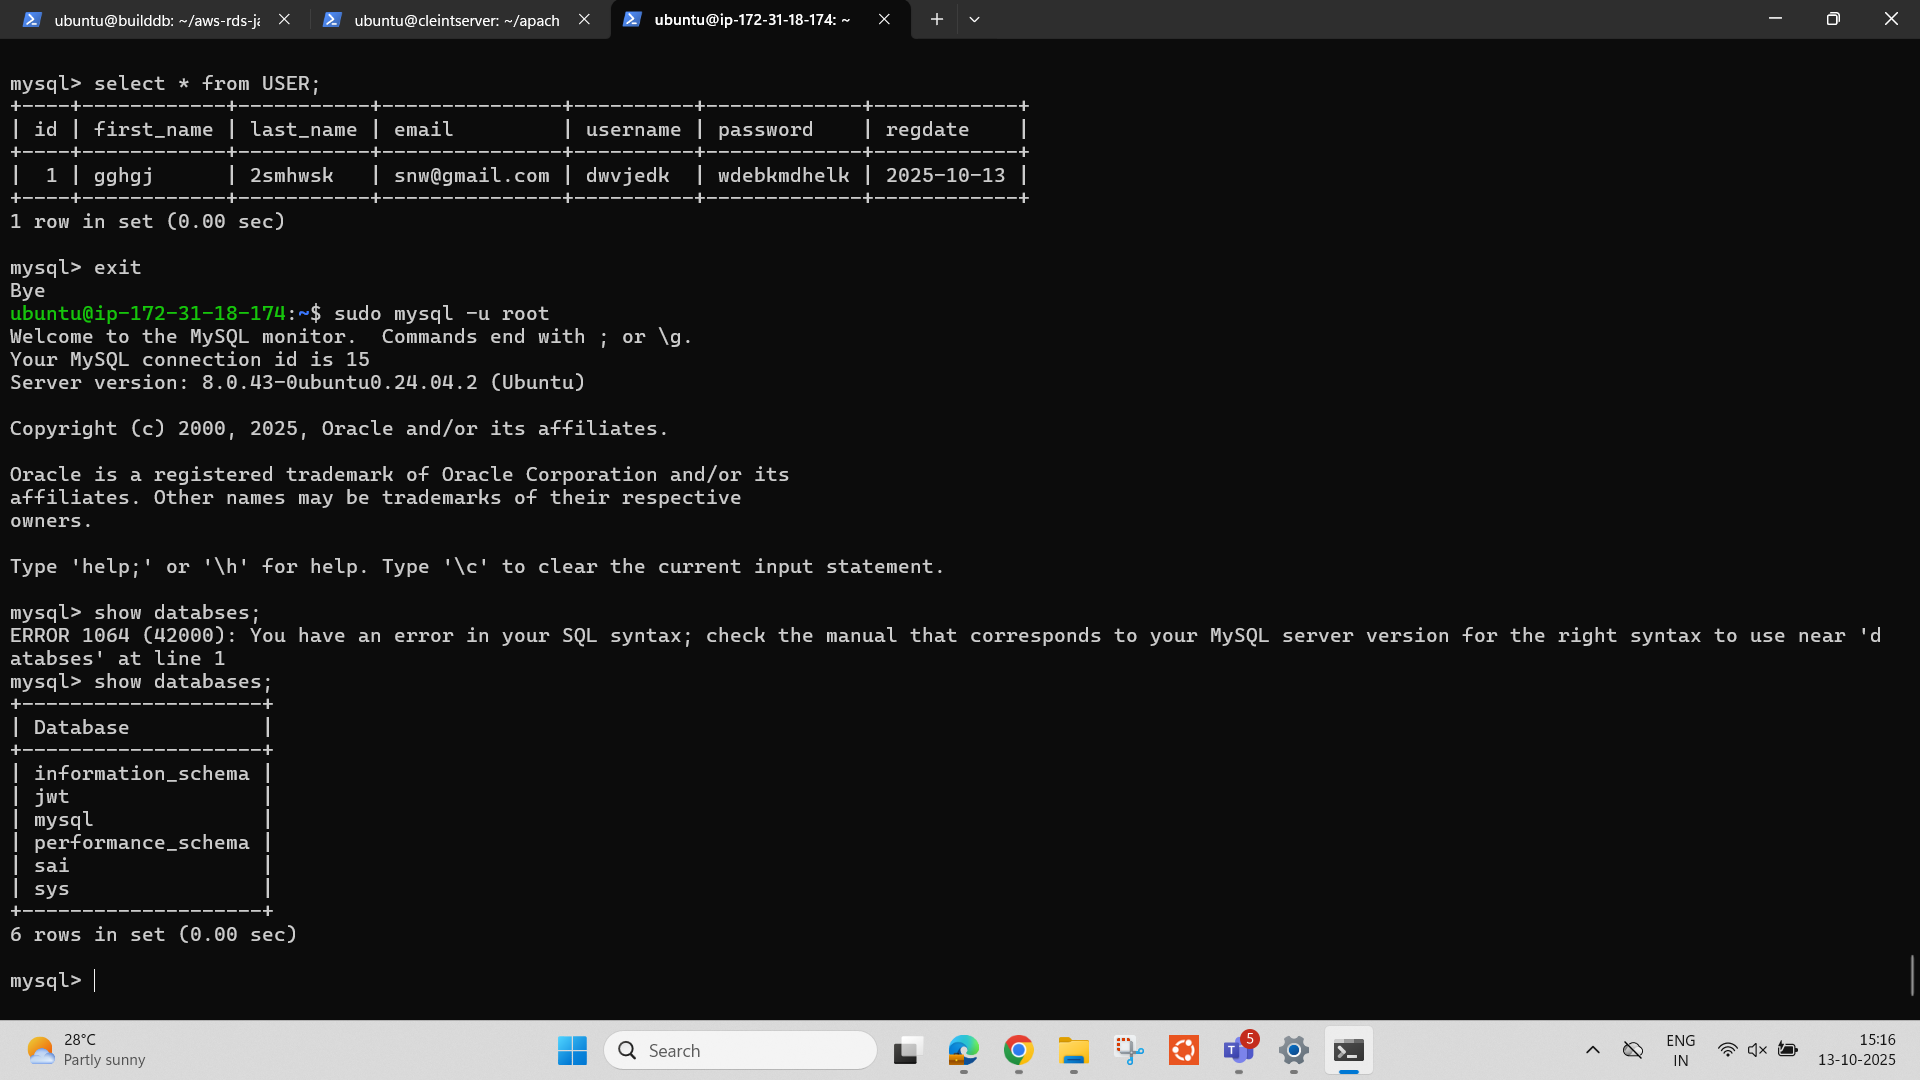 ubuntu@builddb: ~/aws-rds-ja
ubuntu@cleintserver: ~/apach
ubuntu@ip-172-31-18-174: ~
mysql> select * from USER;
+----+------------+-----------+---------------+----------+-------------+------------+
| id | first_name | last_name | email         | username | password    | regdate    |
+----+------------+-----------+---------------+----------+-------------+------------+
|  1 | gghgj      | 2smhwsk   | snw@gmail.com | dwvjedk  | wdebkmdhelk | 2025-10-13 |
+----+------------+-----------+---------------+----------+-------------+------------+
1 row in set (0.00 sec)
mysql> exit
Bye
ubuntu@ip-172-31-18-174:~$ sudo mysql -u root
Welcome to the MySQL monitor.  Commands end with ; or \g.
Your MySQL connection id is 15
Server version: 8.0.43-0ubuntu0.24.04.2 (Ubuntu)
Copyright (c) 2000, 2025, Oracle and/or its affiliates.
Oracle is a registered trademark of Oracle Corporation and/or its
affiliates. Other names may be trademarks of their respective
owners.
Type 'help;' or '\h' for help. Type '\c' to clear the current input statement.
mysql> show databses;
ERROR 1064 (42000): You have an error in your SQL syntax; check the manual that corresponds to your MySQL server version for the right syntax to use near 'd
atabses' at line 1
mysql> show databases;
+--------------------+
| Database           |
+--------------------+
| information_schema |
| jwt                |
| mysql              |
| performance_schema |
| sai                |
| sys                |
+--------------------+
6 rows in set (0.00 sec)
mysql>
28°C
Partly sunny
Search
5
ENG
IN
15:16
13-10-2025